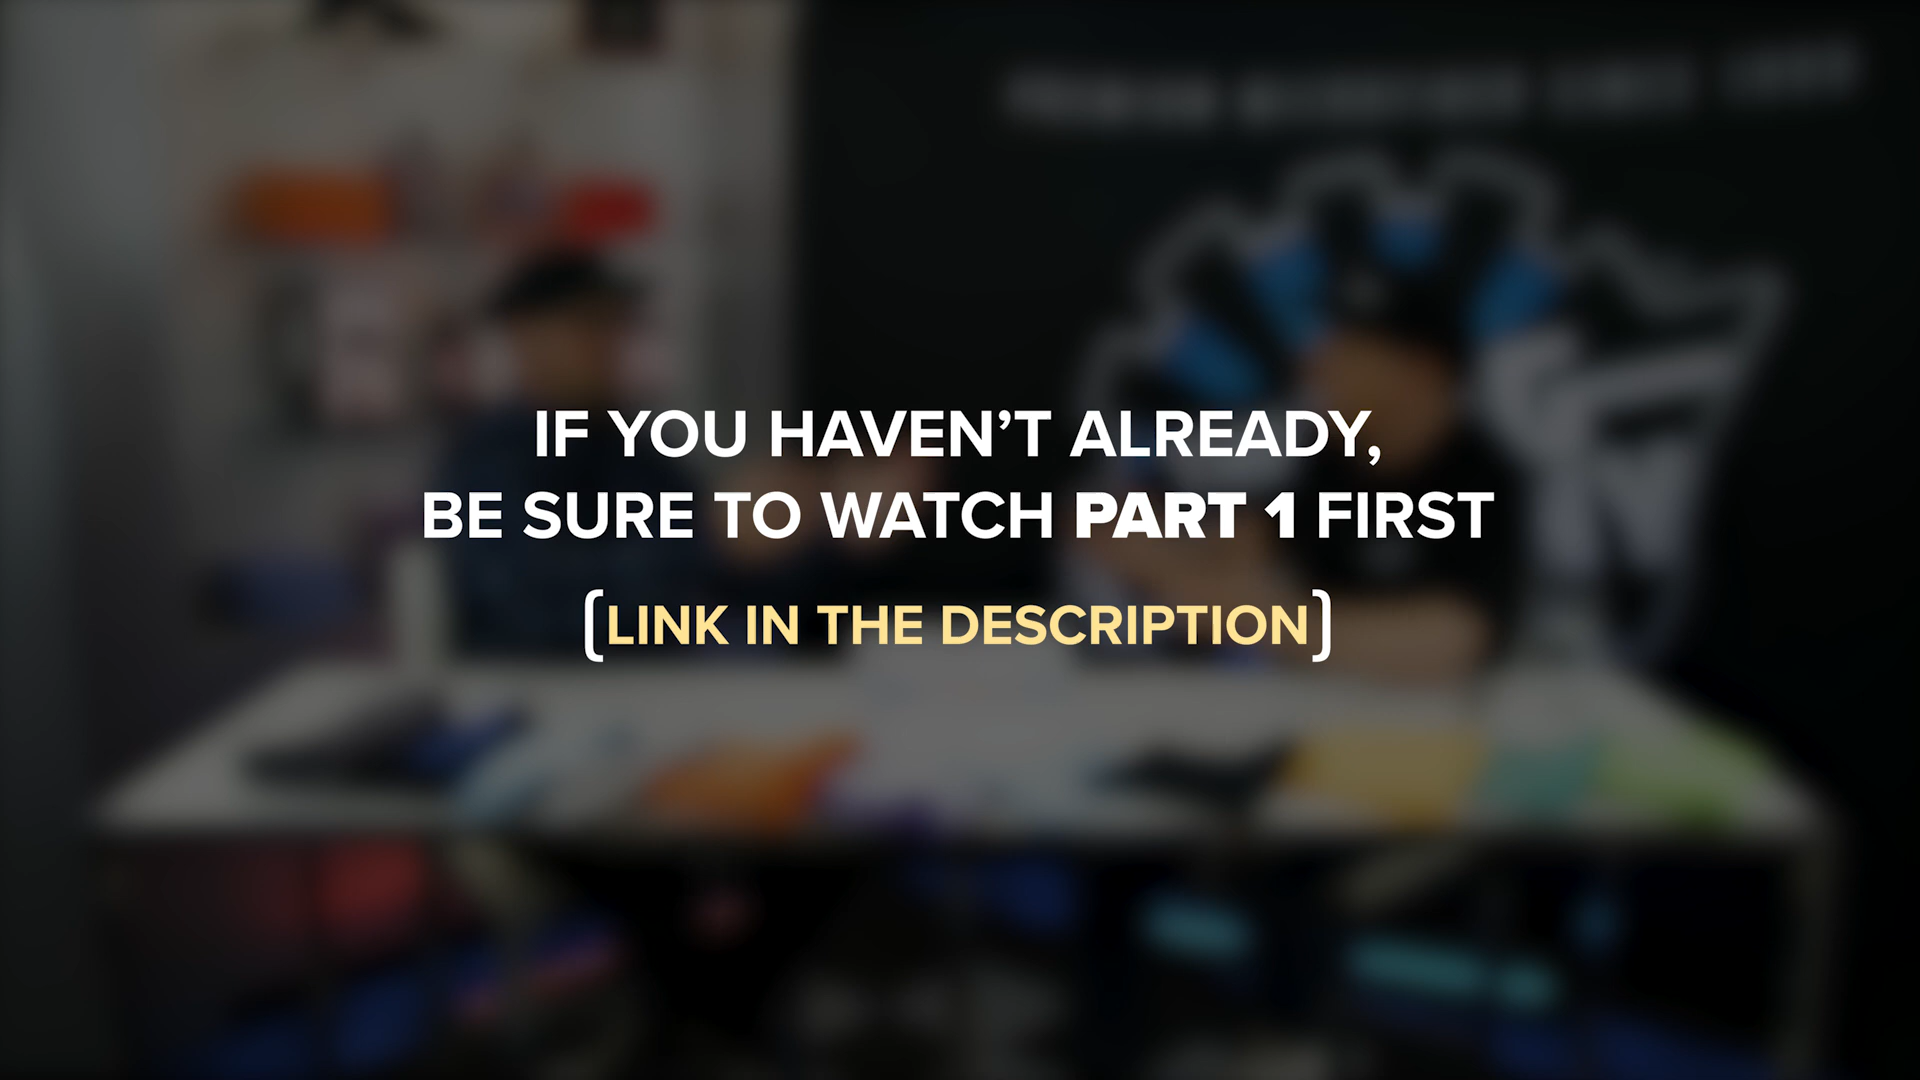 IF YOU HAVEN’T ALREADY,
BE SURE TO WATCH PART 1 FIRST
[LINK IN THE DESCRIPTION]